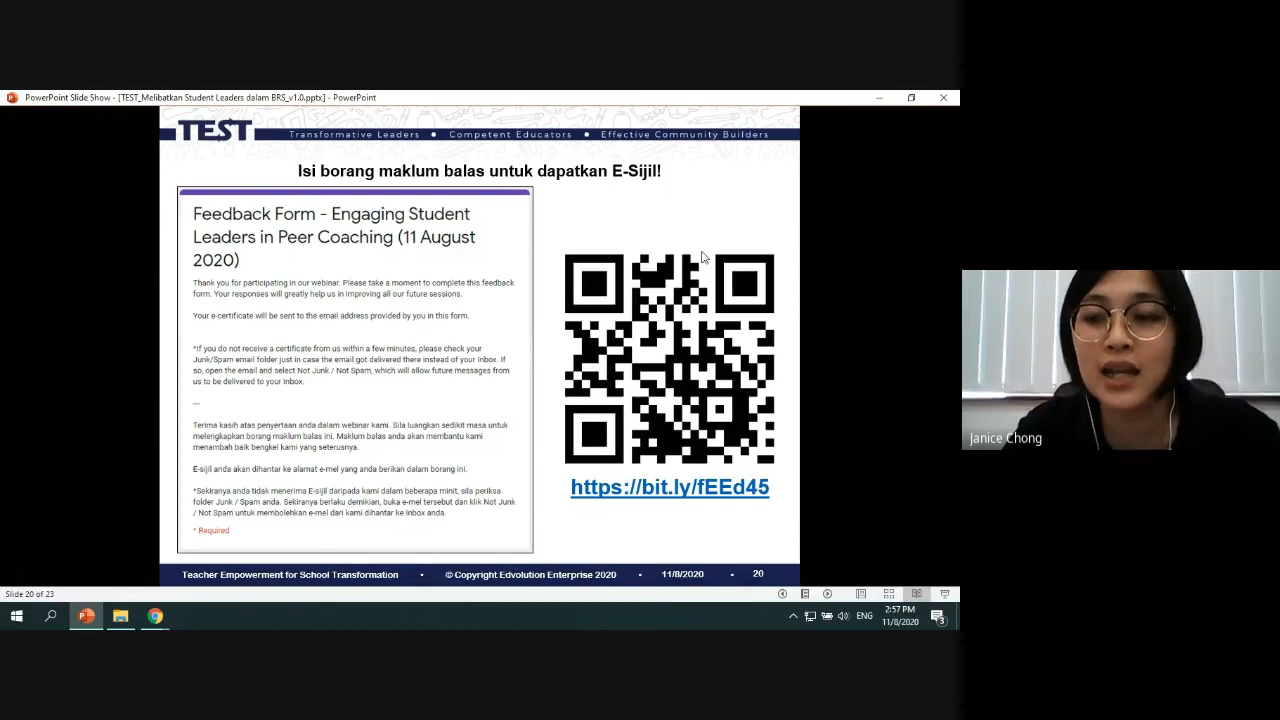 PowerPoint Slide Show - [TEST_Melibatkan Student Leaders dalam BRS_v1.0.pptx] - PowerPoint
TEST
Transformative Leaders • Competent Educators • Effective Community Builders
Isi borang maklum balas untuk dapatkan E-Sijil!
Feedback Form - Engaging Student
Leaders in Peer Coaching (11 August
2020)
Thank you for participating in our webinar. Please take a moment to complete this feedback
form. Your responses will greatly help us in improving all our future sessions.
Your e-certificate will be sent to the email address provided by you in this form.
*If you do not receive a certificate from us within a few minutes, please check your
Junk/Spam email folder just in case the email got delivered there instead of your Inbox. If
so, open the email and select Not Junk / Not Spam, which will allow future messages from
us to be delivered to your Inbox.
—
Terima kasih atas penyertaan anda dalam webinar kami. Sila luangkan sedikit masa untuk
melengkapkan borang maklum balas ini. Maklum balas anda akan membantu kami
menambah baik bengkel kami yang seterusnya.
E-sijil anda akan dihantar ke alamat e-mel yang anda berikan dalam borang ini.
*Sekiranya anda tidak menerima E-sijil daripada kami dalam beberapa minit, sila periksa
folder Junk / Spam anda. Sekiranya berlaku demikian, buka e-mel tersebut dan klik Not Junk
/ Not Spam untuk membolehkan e-mel dari kami dihantar ke Inbox anda.
* Required
https://bit.ly/fEEd45
Teacher Empowerment for School Transformation • © Copyright Edvolution Enterprise 2020 • 11/8/2020 • 20
Janice Chong
Slide 20 of 23
ENG
2:57 PM
11/8/2020
3